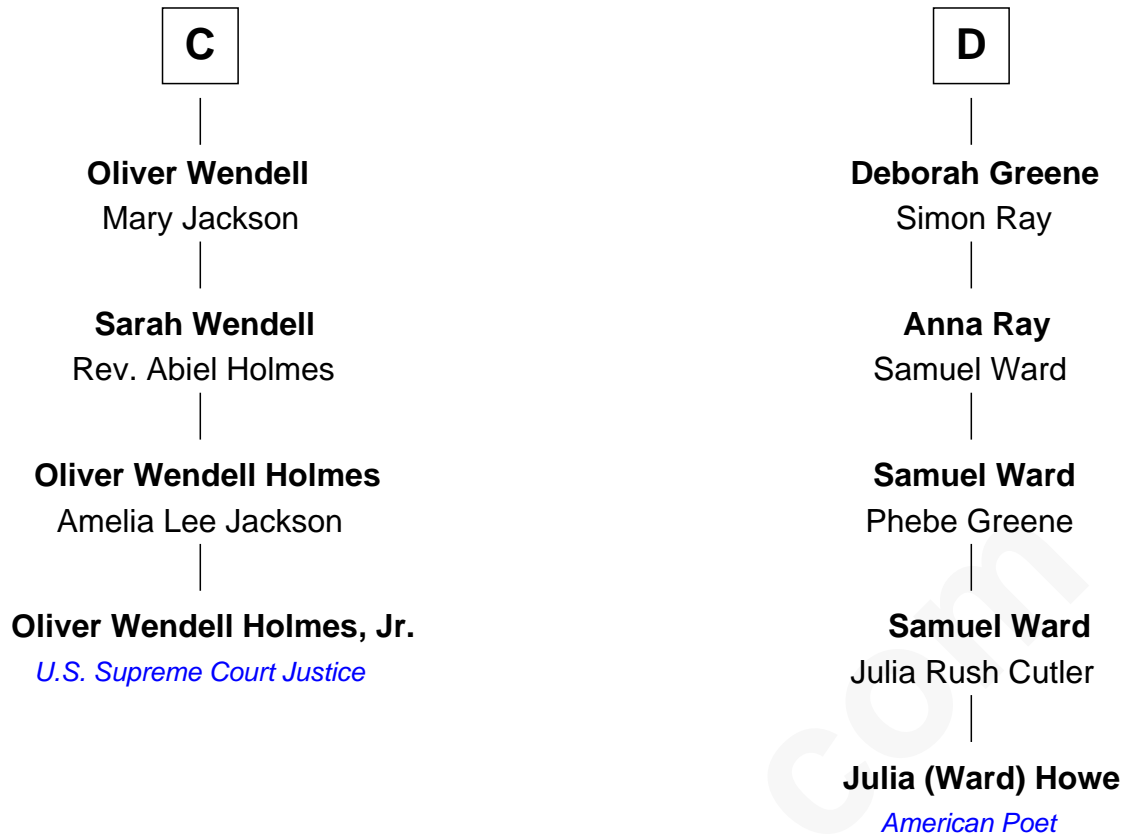 C
Oliver Wendell
Mary Jackson
Sarah Wendell
Rev. Abiel Holmes
Oliver Wendell Holmes
Amelia Lee Jackson
Oliver Wendell Holmes, Jr.
U.S. Supreme Court Justice
D
Deborah Greene
Simon Ray
Anna Ray
Samuel Ward
Samuel Ward
Phebe Greene
Samuel Ward
Julia Rush Cutler
Julia (Ward) Howe
American Poet
com